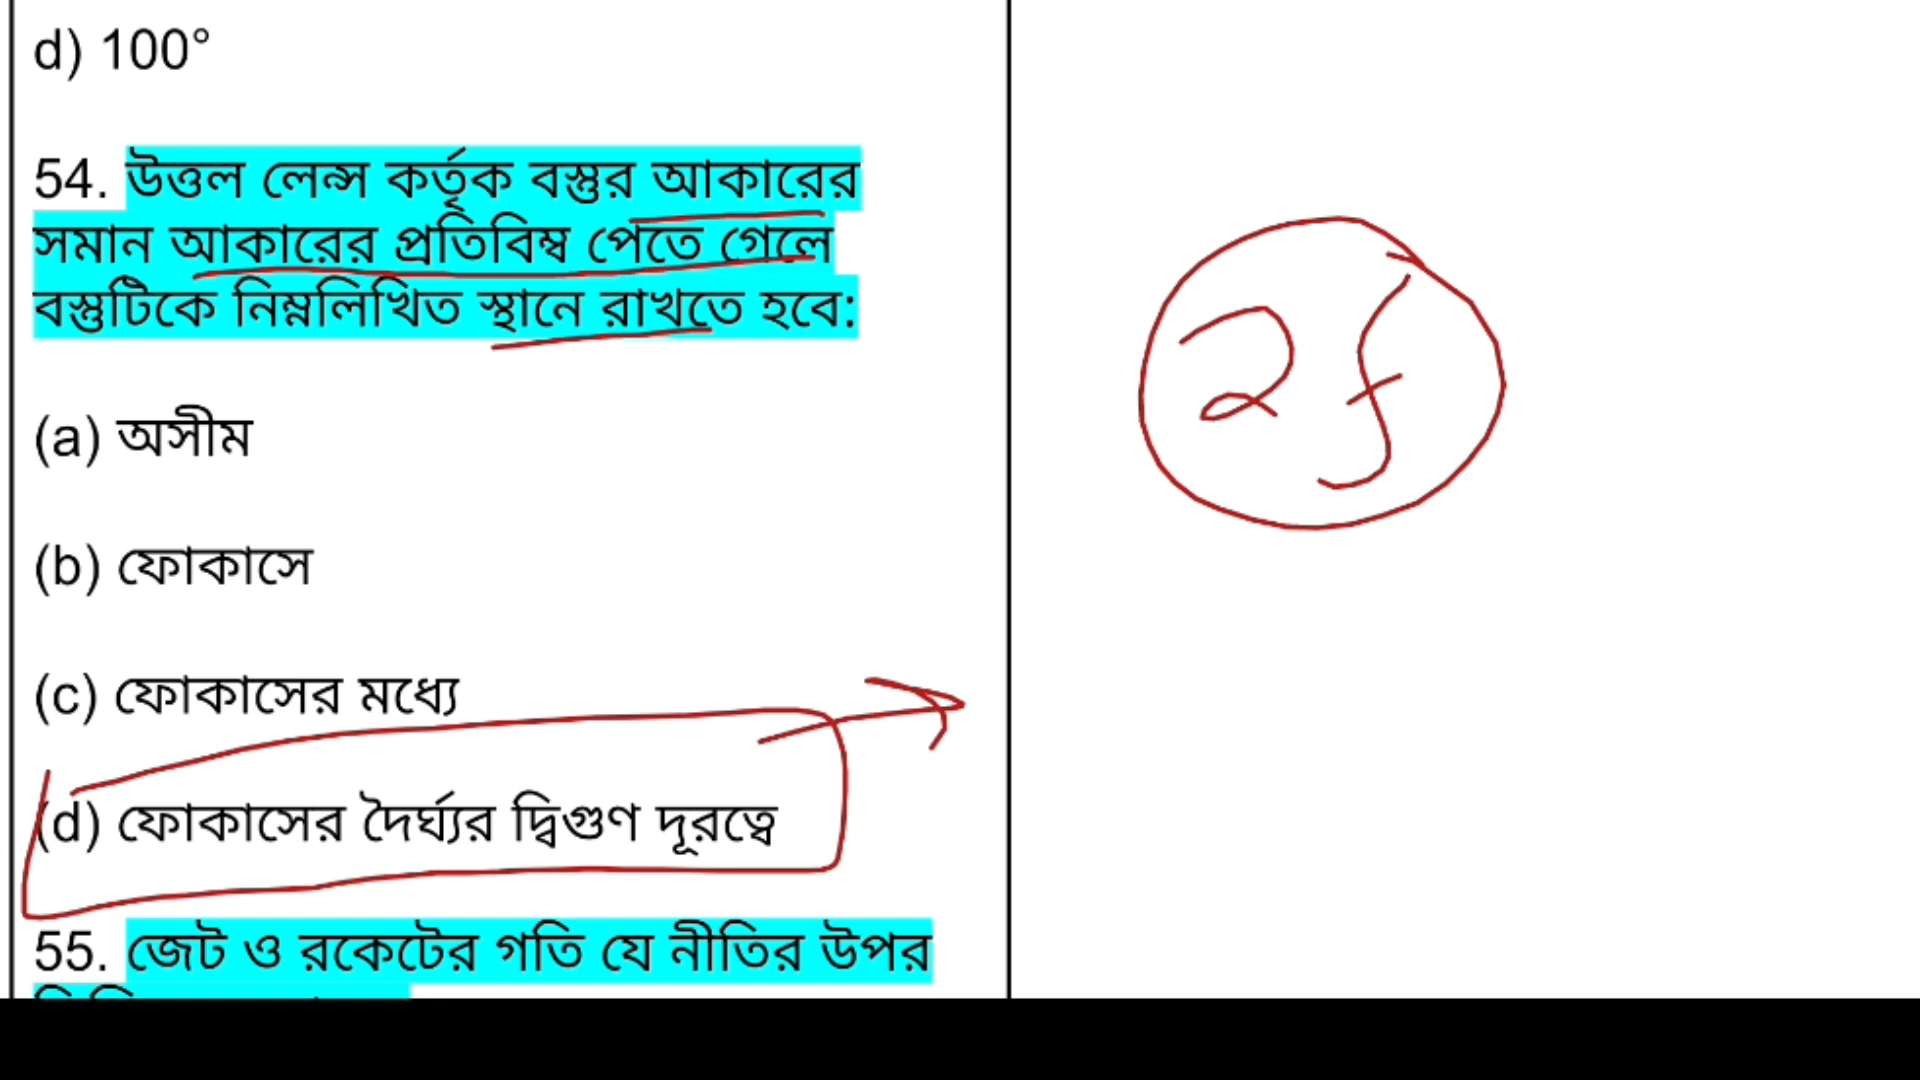 d) 100°
54. উত্তল লেন্স কর্তৃক বস্তুর আকারের
সমান আকারের প্রতিবিম্ব পেতে গেলে
বস্তুটিকে নিম্নলিখিত স্থানে রাখতে হবে:
(a) অসীম
(b) ফোকাসে
(c) ফোকাসের মধ্যে
(d) ফোকাসের দৈর্ঘ্যর দ্বিগুণ দূরত্বে
55. জেট ও রকেটের গতি যে নীতির উপর
2f